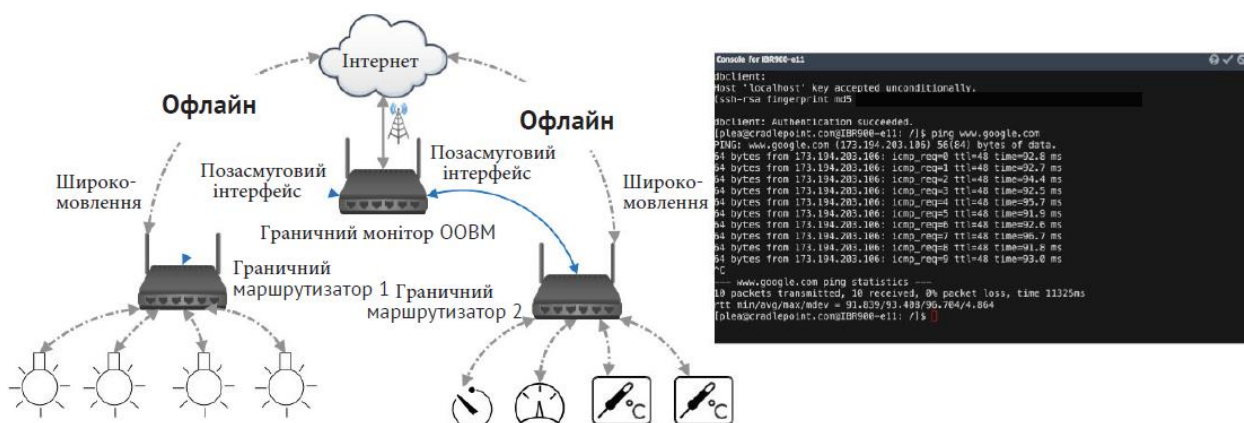 Інтернет
Офлайн
Офлайн
Позасмуговий
інтерфейс
Позасмуговий
інтерфейс
Широко-
мовлення
Широко-
мовлення
Граничний монітор OOBM
Граничний
маршрутизатор 1
Граничний
маршрутизатор 2
°C
°C
Console for IBR900-e11
dbclient:
Host 'localhost' key accepted unconditionally.
(ssh-rsa fingerprint md5
dbclient: Authentication succeeded.
[plea@cradlepoint.com@IBR900-e11: /]$ ping www.google.com
PING: www.google.com (173.194.203.106) 56(84) bytes of data.
64 bytes from 173.194.203.106: icmp_req=0 ttl=48 time=92.8 ms
64 bytes from 173.194.203.106: icmp_req=1 ttl=48 time=92.7 ms
64 bytes from 173.194.203.106: icmp_req=2 ttl=48 time=94.4 ms
64 bytes from 173.194.203.106: icmp_req=3 ttl=48 time=92.5 ms
64 bytes from 173.194.203.106: icmp_req=4 ttl=48 time=95.7 ms
64 bytes from 173.194.203.106: icmp_req=5 ttl=48 time=91.9 ms
64 bytes from 173.194.203.106: icmp_req=6 ttl=48 time=92.6 ms
64 bytes from 173.194.203.106: icmp_req=7 ttl=48 time=96.7 ms
64 bytes from 173.194.203.106: icmp_req=8 ttl=48 time=91.8 ms
64 bytes from 173.194.203.106: icmp_req=9 ttl=48 time=93.0 ms
^C
--- www.google.com ping statistics ---
10 packets transmitted, 10 received, 0% packet loss, time 11325ms
rtt min/avg/max/mdev = 91.839/93.408/96.704/4.864
[plea@cradlepoint.com@IBR900-e11: /]$